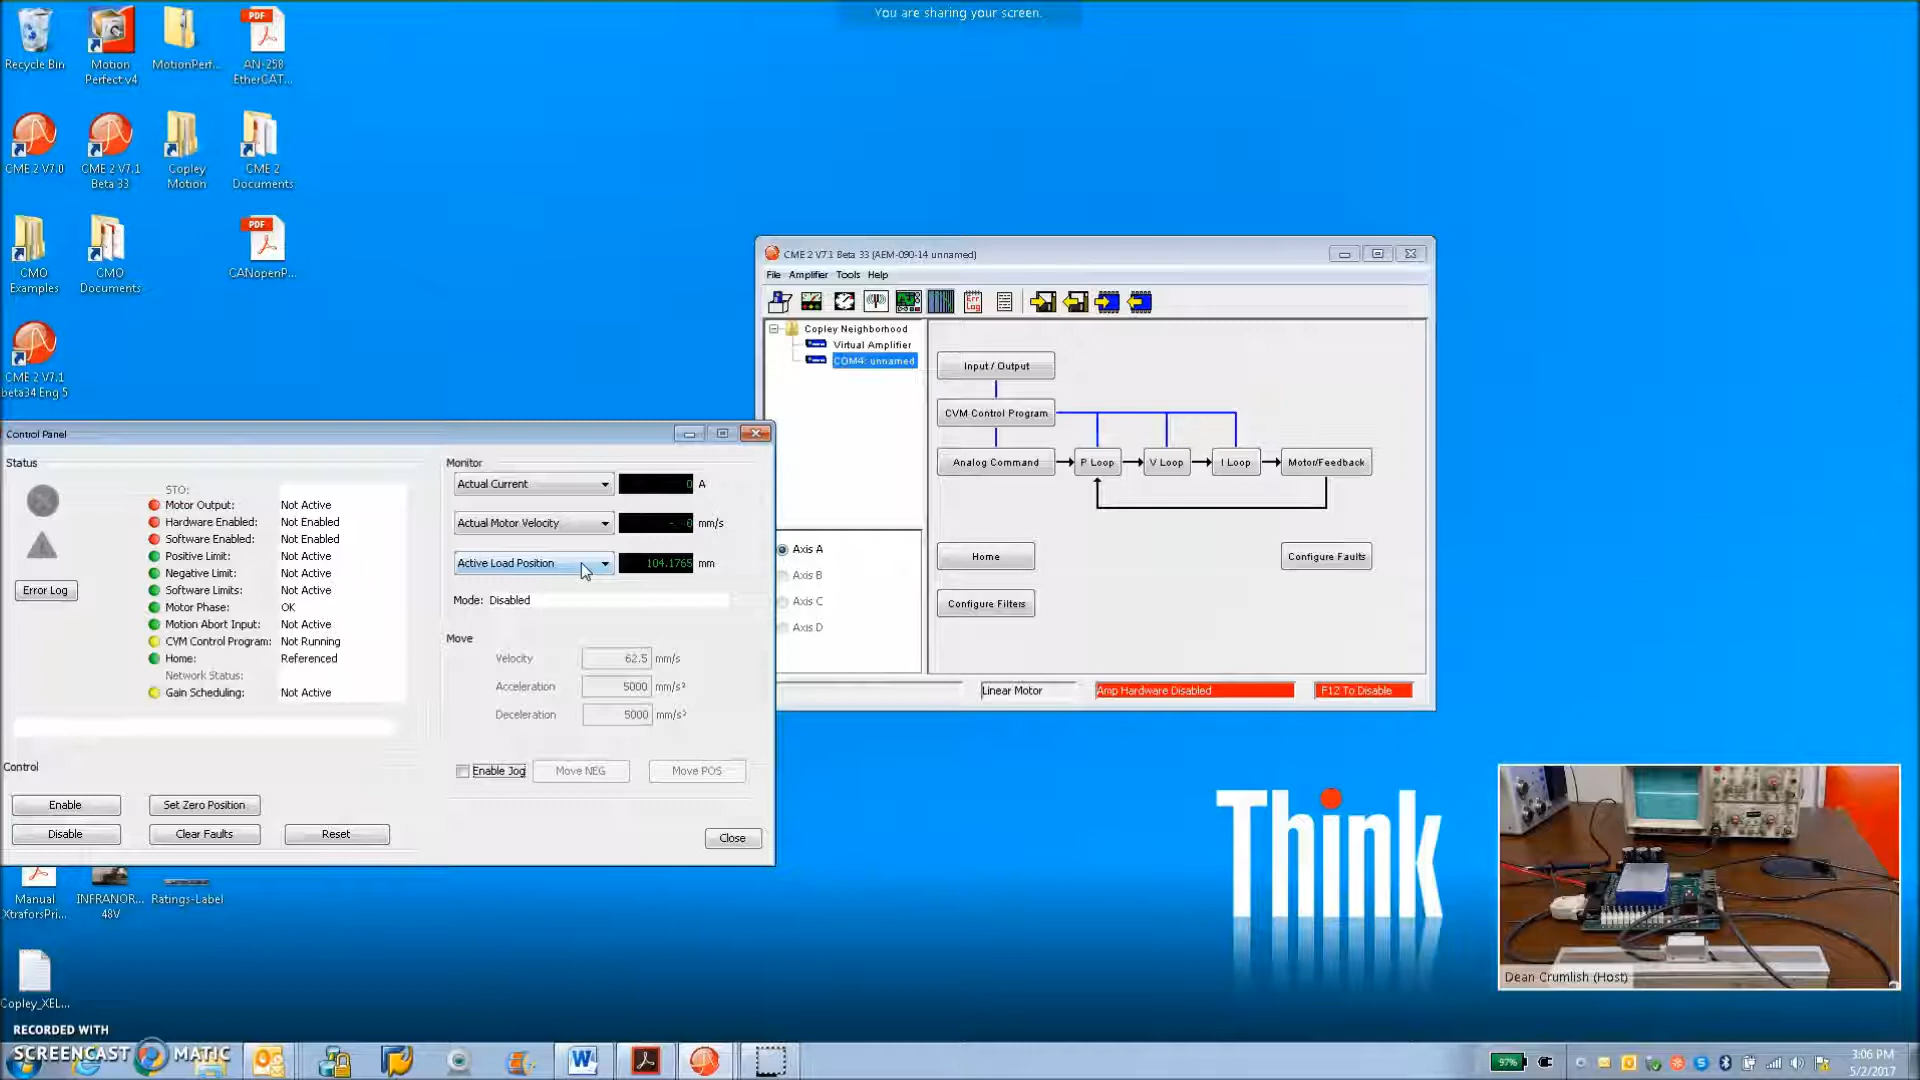 You are sharing your screen.
Recycle Bin
Motion
Perfect v4
MotionPerf...
PDF
AN-258
EtherCAT...
CME 2 V7.0
CME 2 V7.1
Beta 33
Copley
Motion
CME 2
Documents
CMO
Examples
CMO
Documents
PDF
CANopenP...
CME 2 V7.1
beta34 Eng 5
CME 2 V7.1 Beta 33 (AEM-090-14 unnamed)
File Amplifier Tools Help
Err
Log
Copley Neighborhood
Virtual Amplifier
COM4: unnamed
Input / Output
CVM Control Program
Analog Command
P Loop
V Loop
I Loop
Motor/Feedback
Home
Configure Faults
Configure Filters
Axis A
Axis B
Axis C
Axis D
Linear Motor
Amp Hardware Disabled
F12 To Disable
Control Panel
Status
STO:
Motor Output: Not Active
Hardware Enabled: Not Enabled
Software Enabled: Not Enabled
Positive Limit: Not Active
Negative Limit: Not Active
Software Limits: Not Active
Motor Phase: OK
Motion Abort Input: Not Active
CVM Control Program: Not Running
Home: Referenced
Network Status:
Gain Scheduling: Not Active
Error Log
Monitor
Actual Current 0 A
Actual Motor Velocity - 0 mm/s
Active Load Position 104.1765 mm
Mode: Disabled
Move
Velocity 62.5 mm/s
Acceleration 5000 mm/s²
Deceleration 5000 mm/s²
Enable Jog
Move NEG
Move POS
Control
Enable
Set Zero Position
Disable
Clear Faults
Reset
Close
Manual
XtraforsPri...
INFRANOR...
48V
Ratings-Label
Copley_XEL...
Think
Dean Crumlish (Host)
RECORDED WITH
SCREENCAST MATIC
97%
3:06 PM
5/2/2017